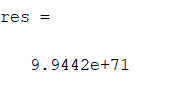 res =
9.9442e+71